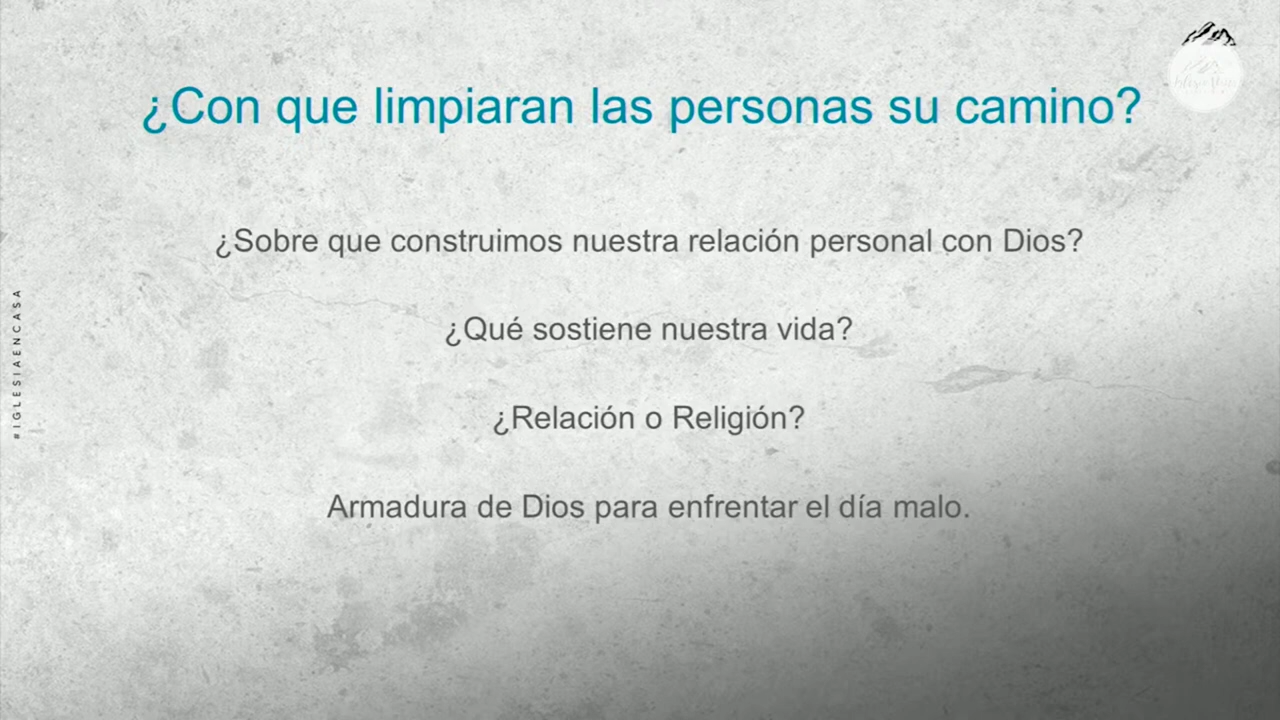 ¿Con que limpiaran las personas su camino?
¿Sobre que construimos nuestra relación personal con Dios?
¿Qué sostiene nuestra vida?
¿Relación o Religión?
Armadura de Dios para enfrentar el día malo.
#IGLESIAENCASA